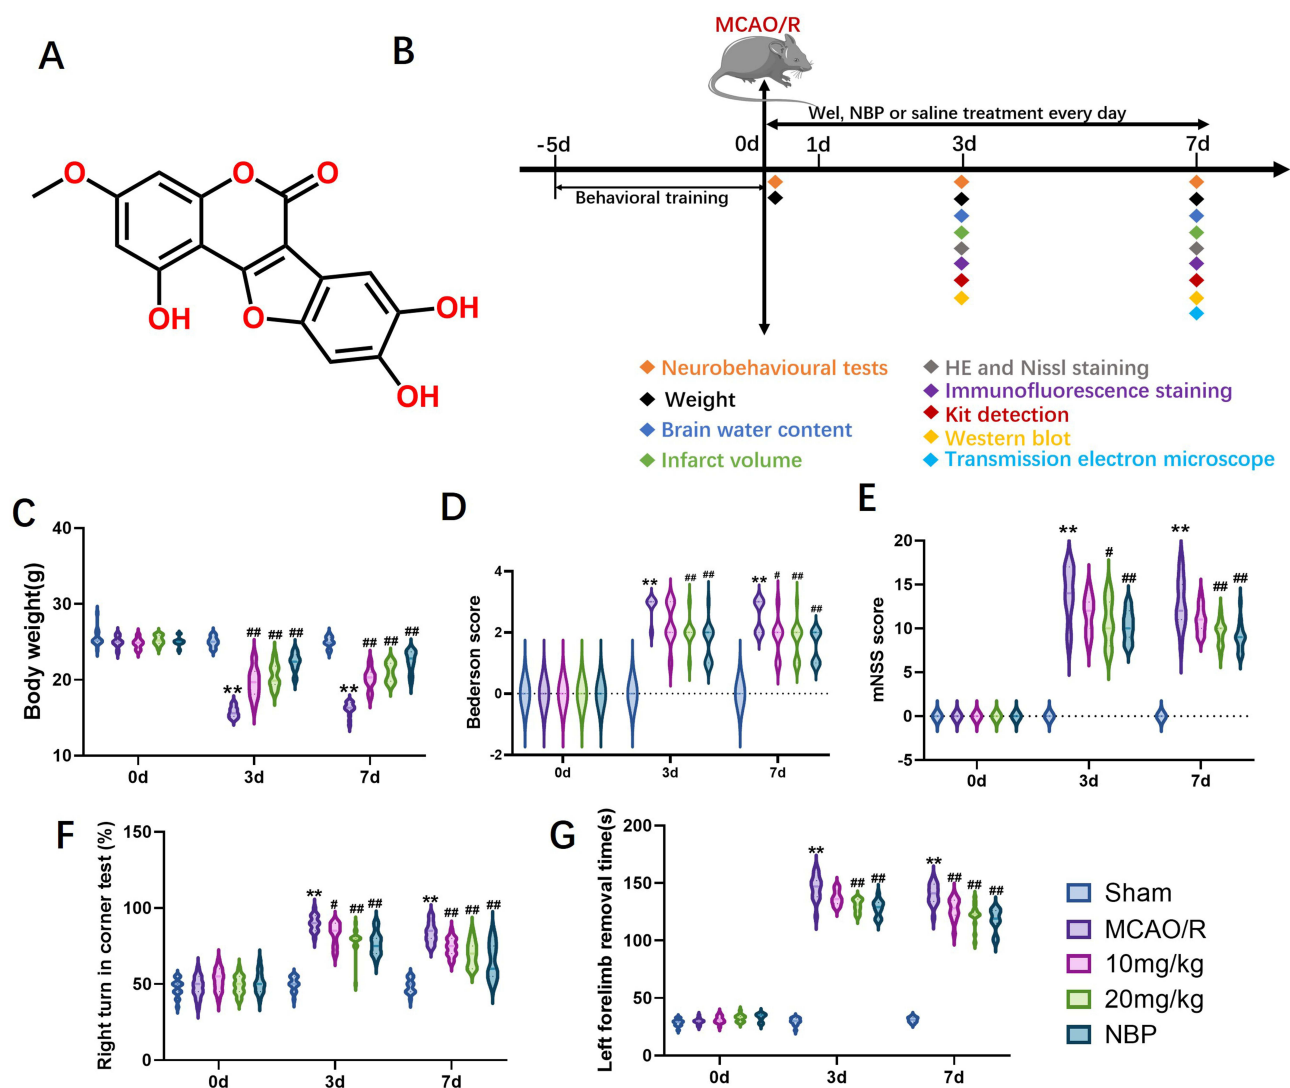 A
O
O
O
OH
O
OH
OH
B
MCAO/R
Wel, NBP or saline treatment every day
-5d
0d
1d
3d
7d
Behavioral training
Neurobehavioural tests
Weight
Brain water content
Infarct volume
HE and Nissl staining
Immunofluorescence staining
Kit detection
Western blot
Transmission electron microscope
C
Body weight(g)
40
30
20
10
**
##
##
##
**
##
##
##
0d
3d
7d
D
Bederson score
4
2
0
-2
**
##
##
**
#
##
##
0d
3d
7d
E
mNSS score
20
15
10
5
0
-5
**
#
##
**
##
##
0d
3d
7d
F
Right turn in corner test (%)
150
100
50
0
**
#
##
##
**
##
##
##
0d
3d
7d
G
Left forelimb removal time(s)
200
150
100
50
0
**
##
##
**
##
##
##
0d
3d
7d
Sham
MCAO/R
10mg/kg
20mg/kg
NBP